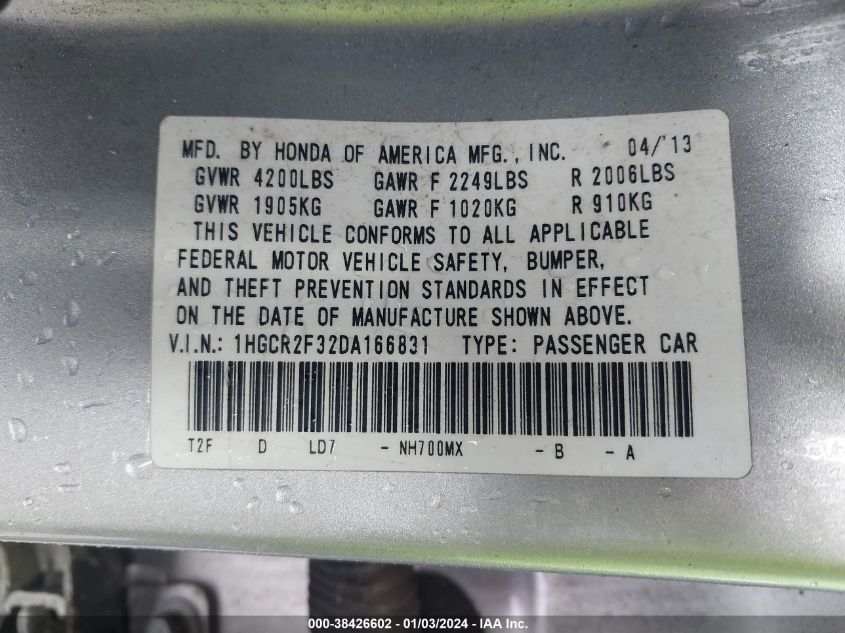 MFD. BY HONDA OF AMERICA MFG., INC. 04/'13
GVWR 4200LBS GAWR F 2249LBS R 2006LBS
GVWR 1905KG GAWR F 1020KG R 910KG
THIS VEHICLE CONFORMS TO ALL APPLICABLE
FEDERAL MOTOR VEHICLE SAFETY, BUMPER,
AND THEFT PREVENTION STANDARDS IN EFFECT
ON THE DATE OF MANUFACTURE SHOWN ABOVE.
V.I.N.: 1HGCR2F32DA166831 TYPE: PASSENGER CAR
T2F D LD7 - NH700MX - B - A
000-38426602 - 01/03/2024 - IAA Inc.